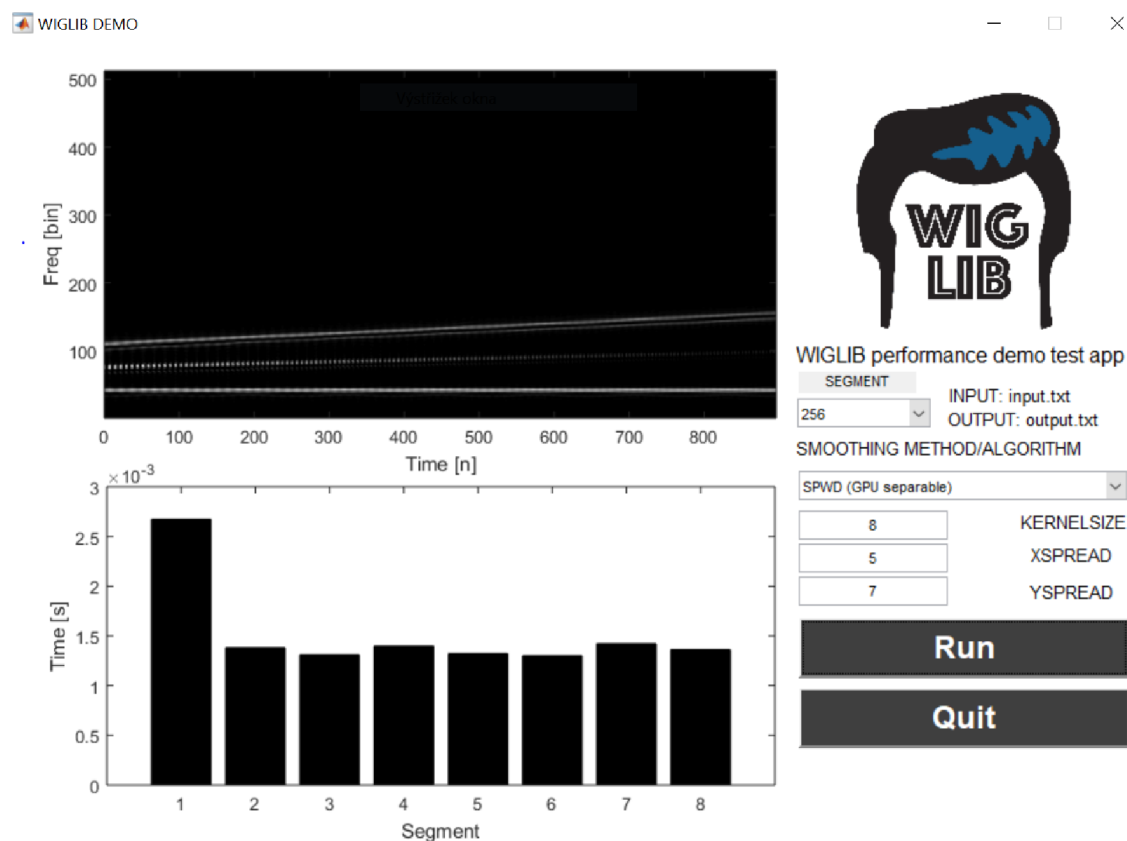 WIGLIB DEMO
500
400
300
200
100
Freq [bin]
Výstřižek okna
0 100 200 300 400 500 600 700 800
Time [n]
×10-3
3
2.5
2
1.5
1
0.5
0
Time [s]
1 2 3 4 5 6 7 8
Segment
WIG
LIB
WIGLIB performance demo test app
SEGMENT
256
INPUT: input.txt
OUTPUT: output.txt
SMOOTHING METHOD/ALGORITHM
SPWD (GPU separable)
8 KERNELSIZE
5 XSPREAD
7 YSPREAD
Run
Quit